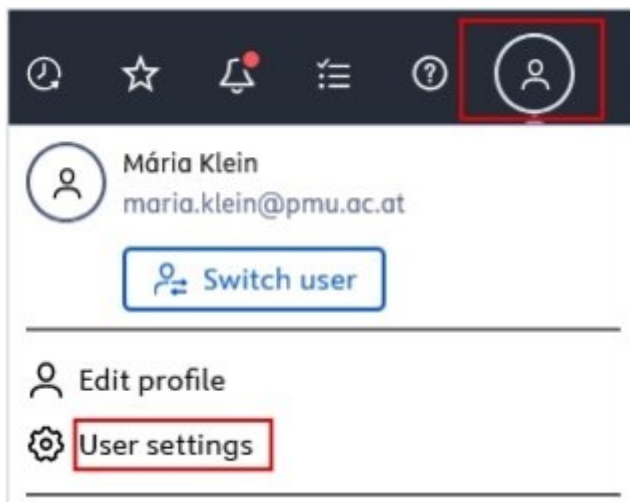 Mária Klein
maria.klein@pmu.ac.at
Switch user
Edit profile
User settings